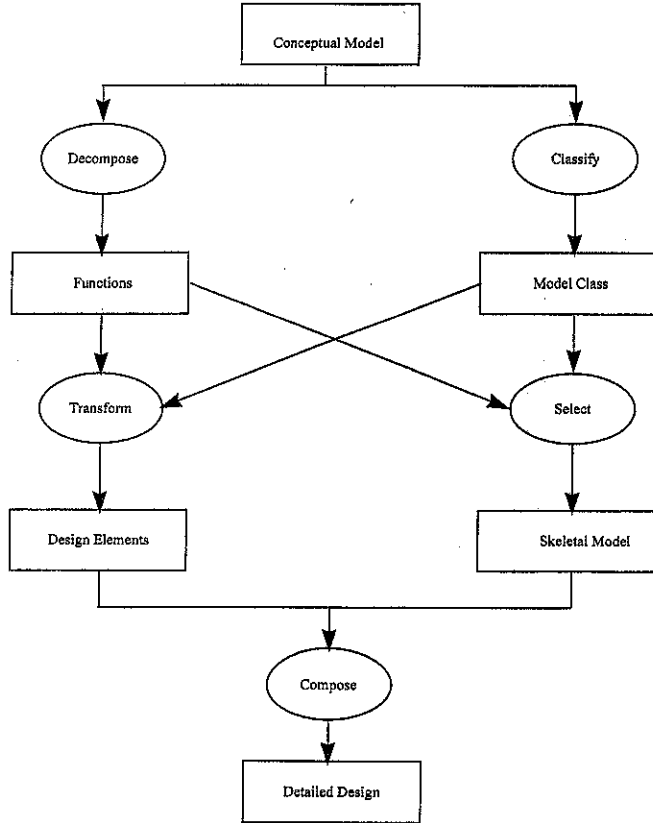 Conceptual Model
Decompose
Classify
Functions
Model Class
Transform
Select
Design Elements
Skeletal Model
Compose
Detailed Design